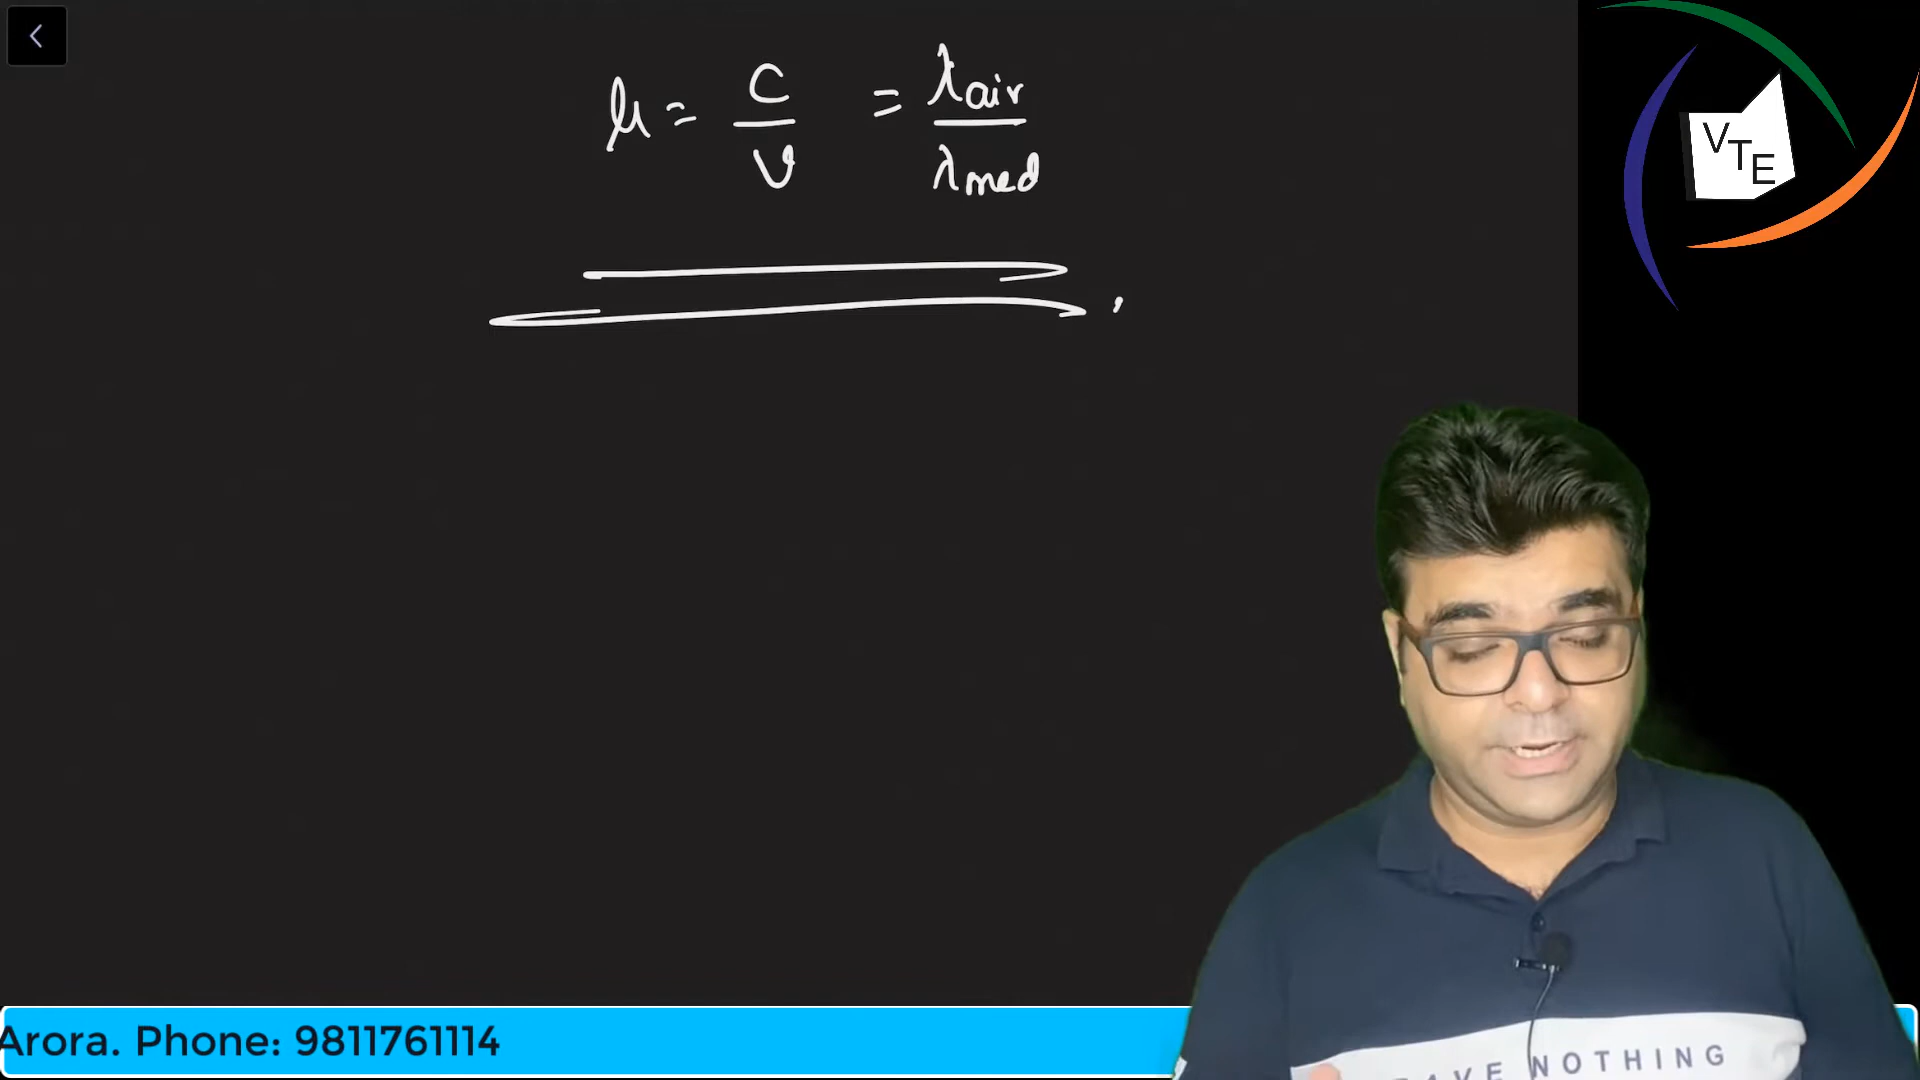 μ = c/v = λair/λmed
VTE
Arora. Phone: 9811761114
NOTHING